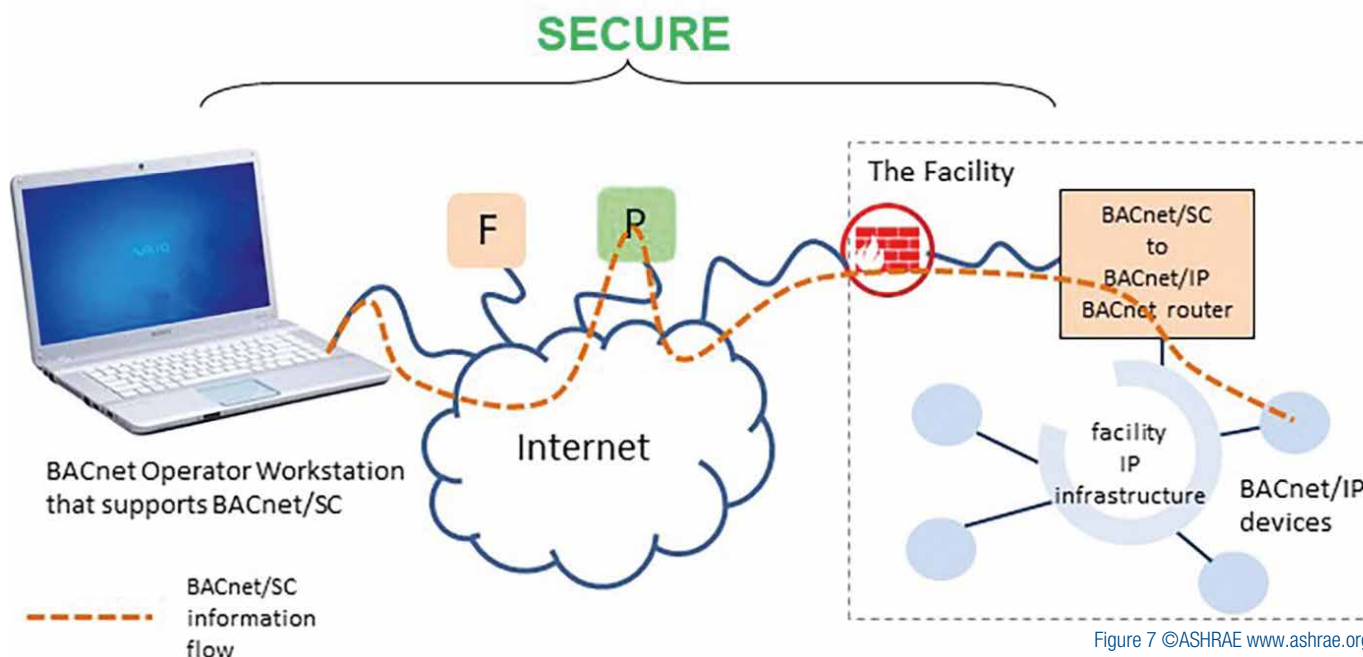 SECURE
The Facility
F
P
BACnet/SC
to
BACnet/IP
BACnet router
VAIO
SONY
Internet
facility
IP
infrastructure
BACnet/IP
devices
BACnet Operator Workstation
that supports BACnet/SC
BACnet/SC
information
flow
Figure 7 ©ASHRAE www.ashrae.org